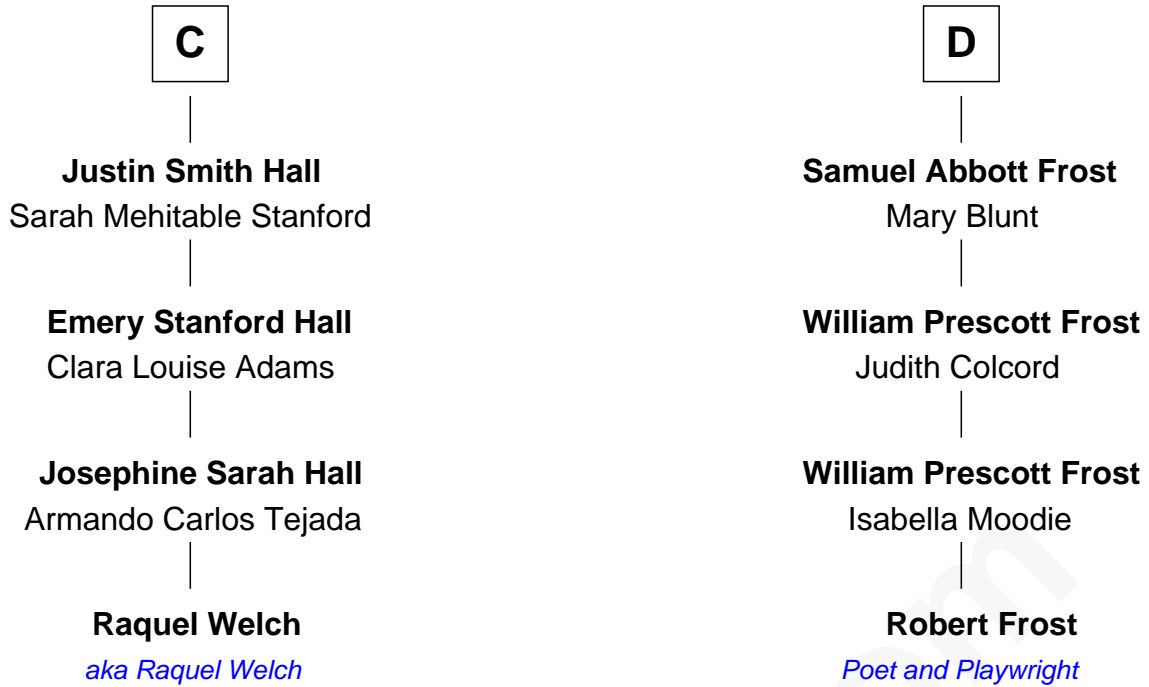 C
Justin Smith Hall
Sarah Mehitable Stanford
Emery Stanford Hall
Clara Louise Adams
Josephine Sarah Hall
Armando Carlos Tejada
Raquel Welch
aka Raquel Welch
D
Samuel Abbott Frost
Mary Blunt
William Prescott Frost
Judith Colcord
William Prescott Frost
Isabella Moodie
Robert Frost
Poet and Playwright